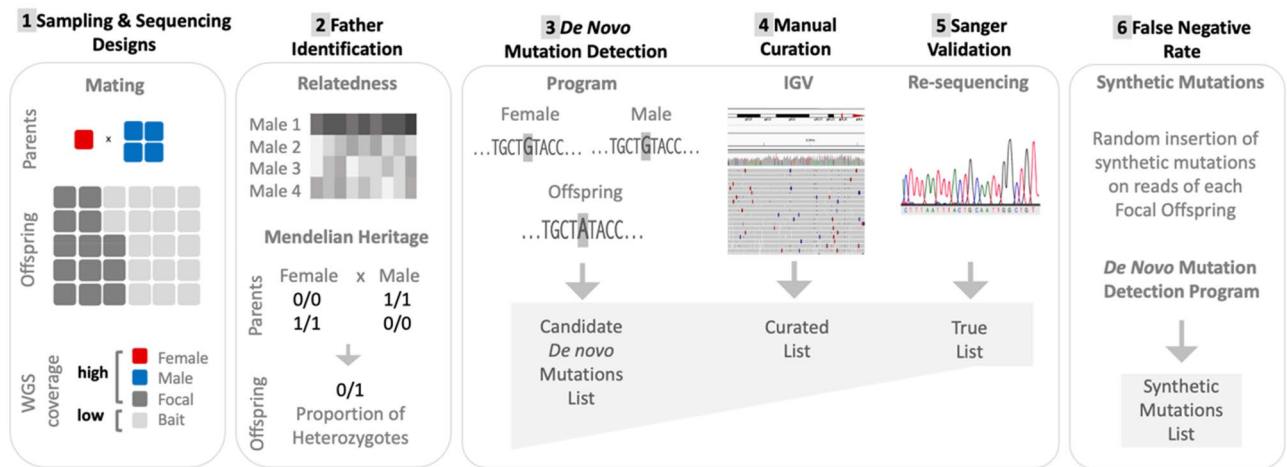 1 Sampling & Sequencing
Designs
Mating
Parents
x
Offspring
WGS
coverage
high
low
Female
Male
Focal
Bait
2 Father
Identification
Relatedness
Male 1
Male 2
Male 3
Male 4
Mendelian Heritage
Parents
Female x Male
0/0 1/1
1/1 0/0
Offspring
0/1
Proportion of
Heterozygotes
3 De Novo
Mutation Detection
Program
Female Male
...TGCTGTACC... ...TGCTGTACC...
Offspring
...TGCTATACC...
Candidate
De novo
Mutations
List
4 Manual
Curation
IGV
Curated
List
5 Sanger
Validation
Re-sequencing
True
List
6 False Negative
Rate
Synthetic Mutations
Random insertion of
synthetic mutations
on reads of each
Focal Offspring
De Novo Mutation
Detection Program
Synthetic
Mutations
List